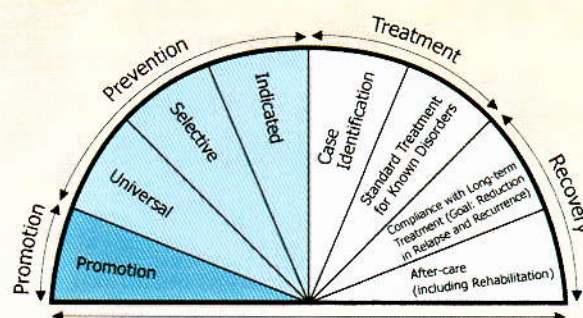 Promotion
Prevention
Treatment
Recovery
Promotion
Universal
Selective
Indicated
Case
Identification
Standard Treatment
for Known Disorders
Compliance with Long-term
Treatment (Goal: Reduction
in Relapse and Recurrence)
After-care
(including Rehabilitation)